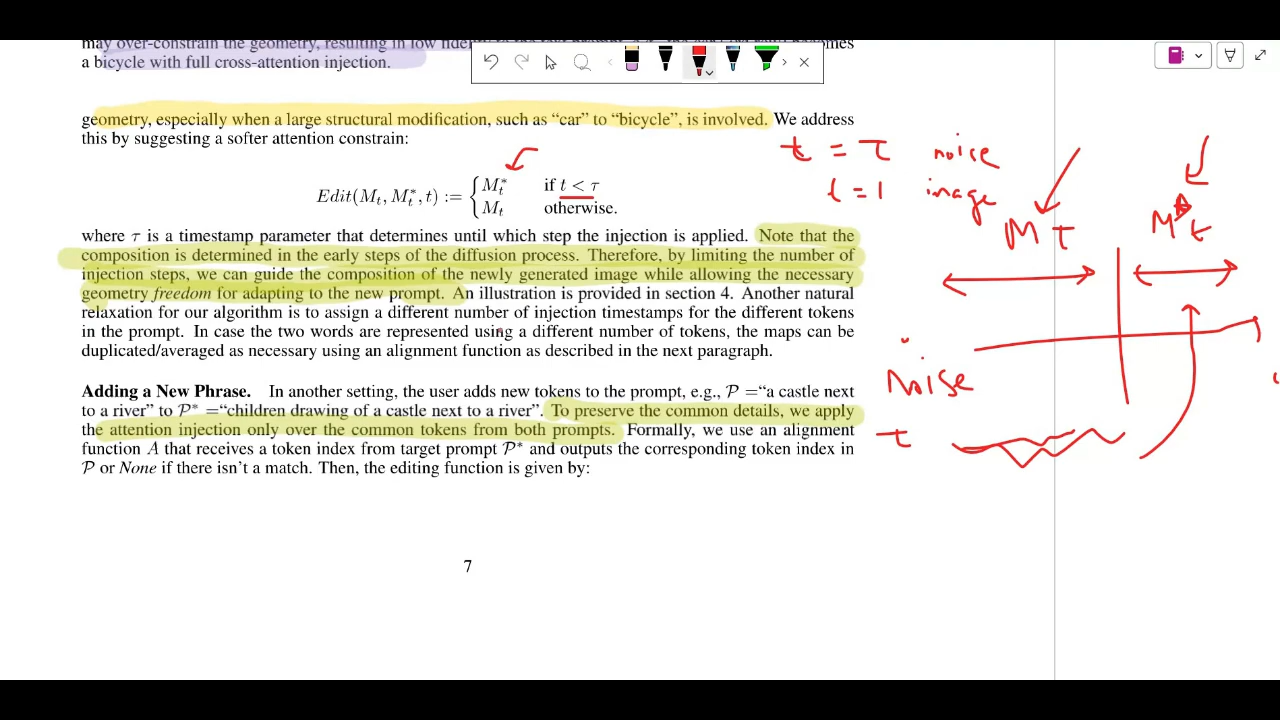 may over-constrain the geometry, resulting in low fidelity
a bicycle with full cross-attention injection.
geometry, especially when a large structural modification, such as “car” to “bicycle”, is involved. We address
this by suggesting a softer attention constrain:
Edit(M_t, M_t^*, t) := { M_t^* if t < τ
M_t otherwise.
where τ is a timestamp parameter that determines until which step the injection is applied. Note that the
composition is determined in the early steps of the diffusion process. Therefore, by limiting the number of
injection steps, we can guide the composition of the newly generated image while allowing the necessary
geometry freedom for adapting to the new prompt. An illustration is provided in section 4. Another natural
relaxation for our algorithm is to assign a different number of injection timestamps for the different tokens
in the prompt. In case the two words are represented using a different number of tokens, the maps can be
duplicated/averaged as necessary using an alignment function as described in the next paragraph.
Adding a New Phrase. In another setting, the user adds new tokens to the prompt, e.g., P =“a castle next
to a river” to P* =“children drawing of a castle next to a river”. To preserve the common details, we apply
the attention injection only over the common tokens from both prompts. Formally, we use an alignment
function A that receives a token index from target prompt P* and outputs the corresponding token index in
P or None if there isn’t a match. Then, the editing function is given by:
7
t = τ noise
t = 1 image
M t M* t
Noise
t